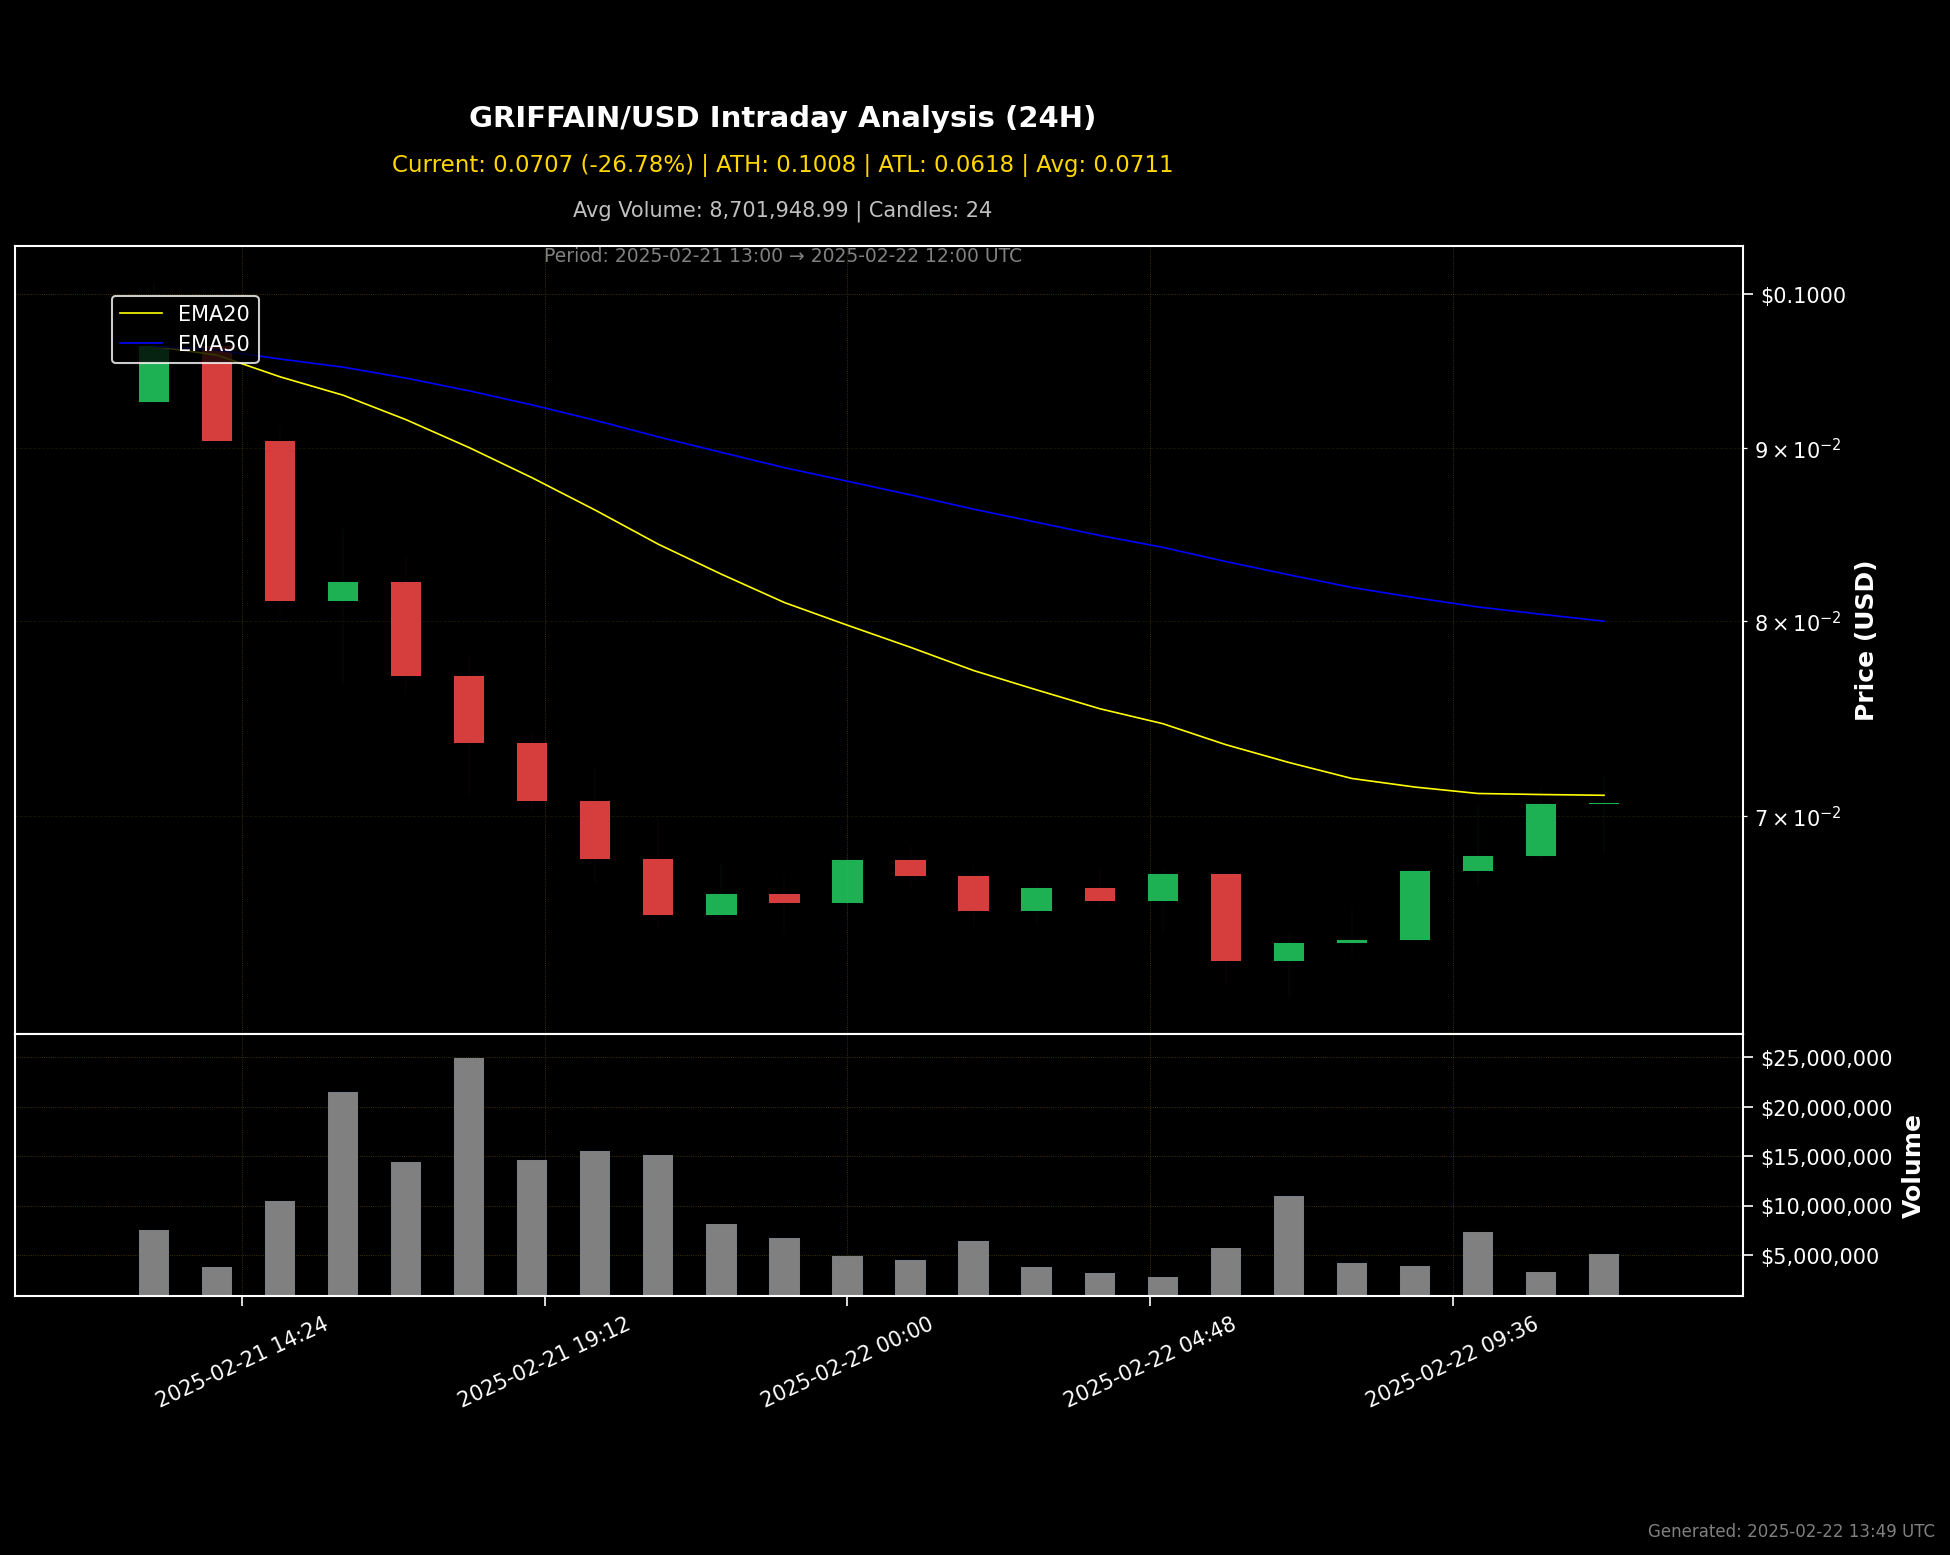 GRIFFAIN/USD Intraday Analysis (24H)
Current: 0.0707 (-26.78%) | ATH: 0.1008 | ATL: 0.0618 | Avg: 0.0711
Avg Volume: 8,701,948.99 | Candles: 24
Period: 2025-02-21 13:00 → 2025-02-22 12:00 UTC
EMA20
EMA50
$0.1000
9 × 10⁻²
8 × 10⁻²
7 × 10⁻²
Price (USD)
$25,000,000
$20,000,000
$15,000,000
$10,000,000
$5,000,000
Volume
2025-02-21 14:24
2025-02-21 19:12
2025-02-22 00:00
2025-02-22 04:48
2025-02-22 09:36
Generated: 2025-02-22 13:49 UTC